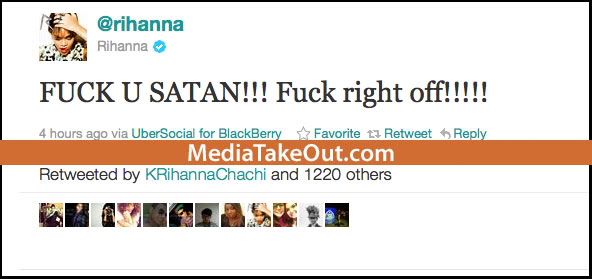 @rihanna
Rihanna
FUCK U SATAN!!! Fuck right off!!!!!
4 hours ago via UberSocial for BlackBerry Favorite Retweet Reply
MediaTakeOut.com
Retweeted by KRihannaChachi and 1220 others